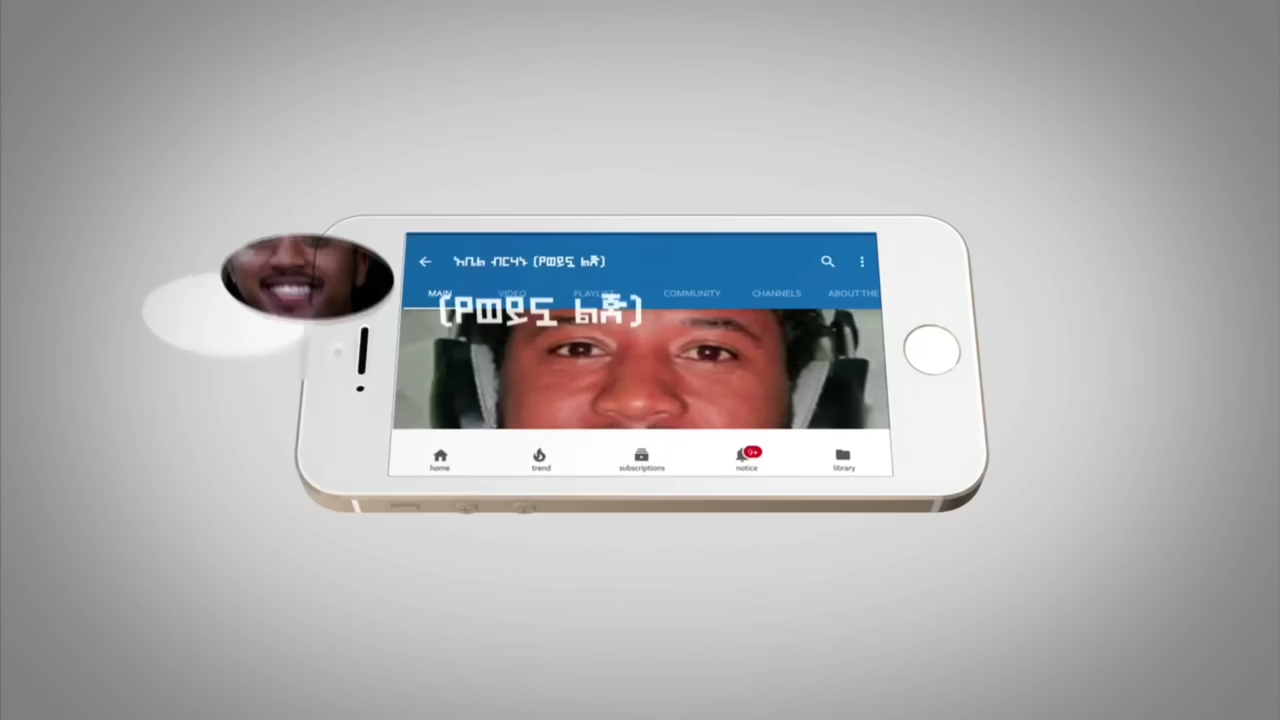 አቤል ብርሃኑ (የወይኗ ልጅ)
MAIN VIDEO PLAYLIST COMMUNITY CHANNELS ABOUT THE
(የወይኗ ልጅ)
9+
home trend subscriptions notice library